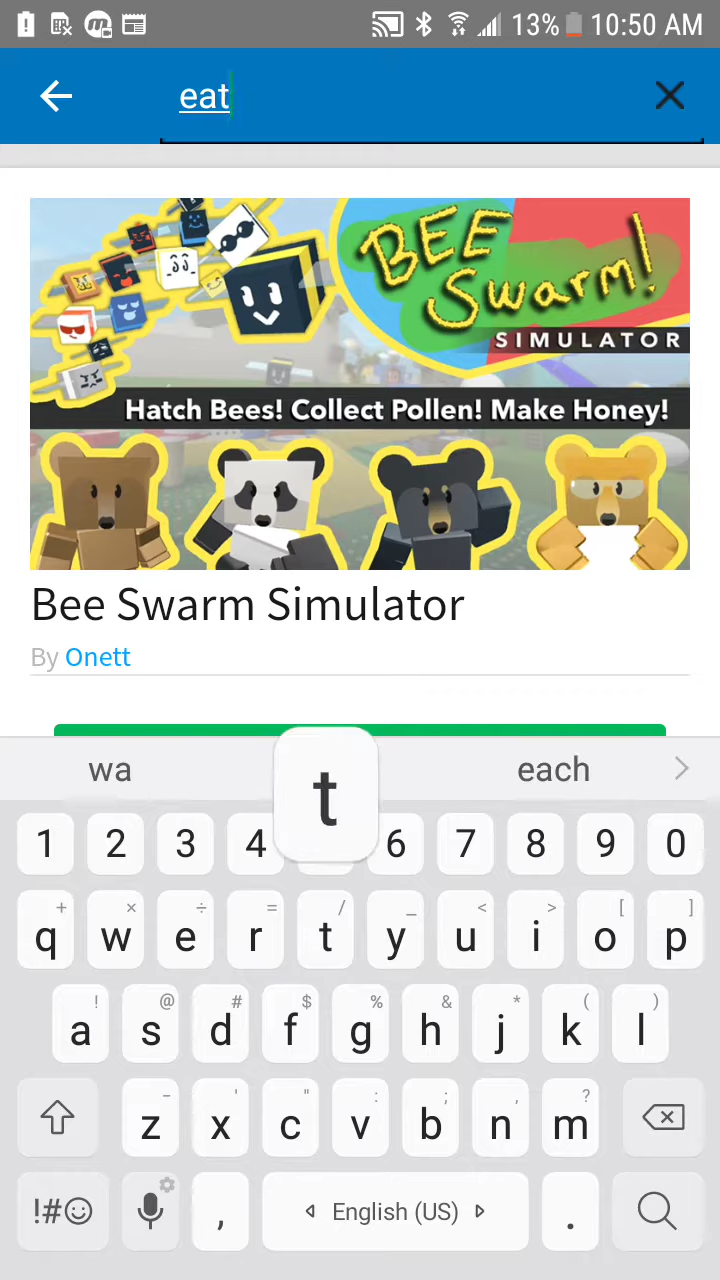 13% 10:50 AM
eat
BEE
Swarm!
SIMULATOR
Hatch Bees! Collect Pollen! Make Honey!
Bee Swarm Simulator
By Onett
wa each
t
1 2 3 4 6 7 8 9 0
+ × ÷ = / _ < > [ ]
q w e r t y u i o p
! @ # $ % & * ( )
a s d f g h j k l
- ' " : ; , ?
z x c v b n m
!#☺ , English (US) .